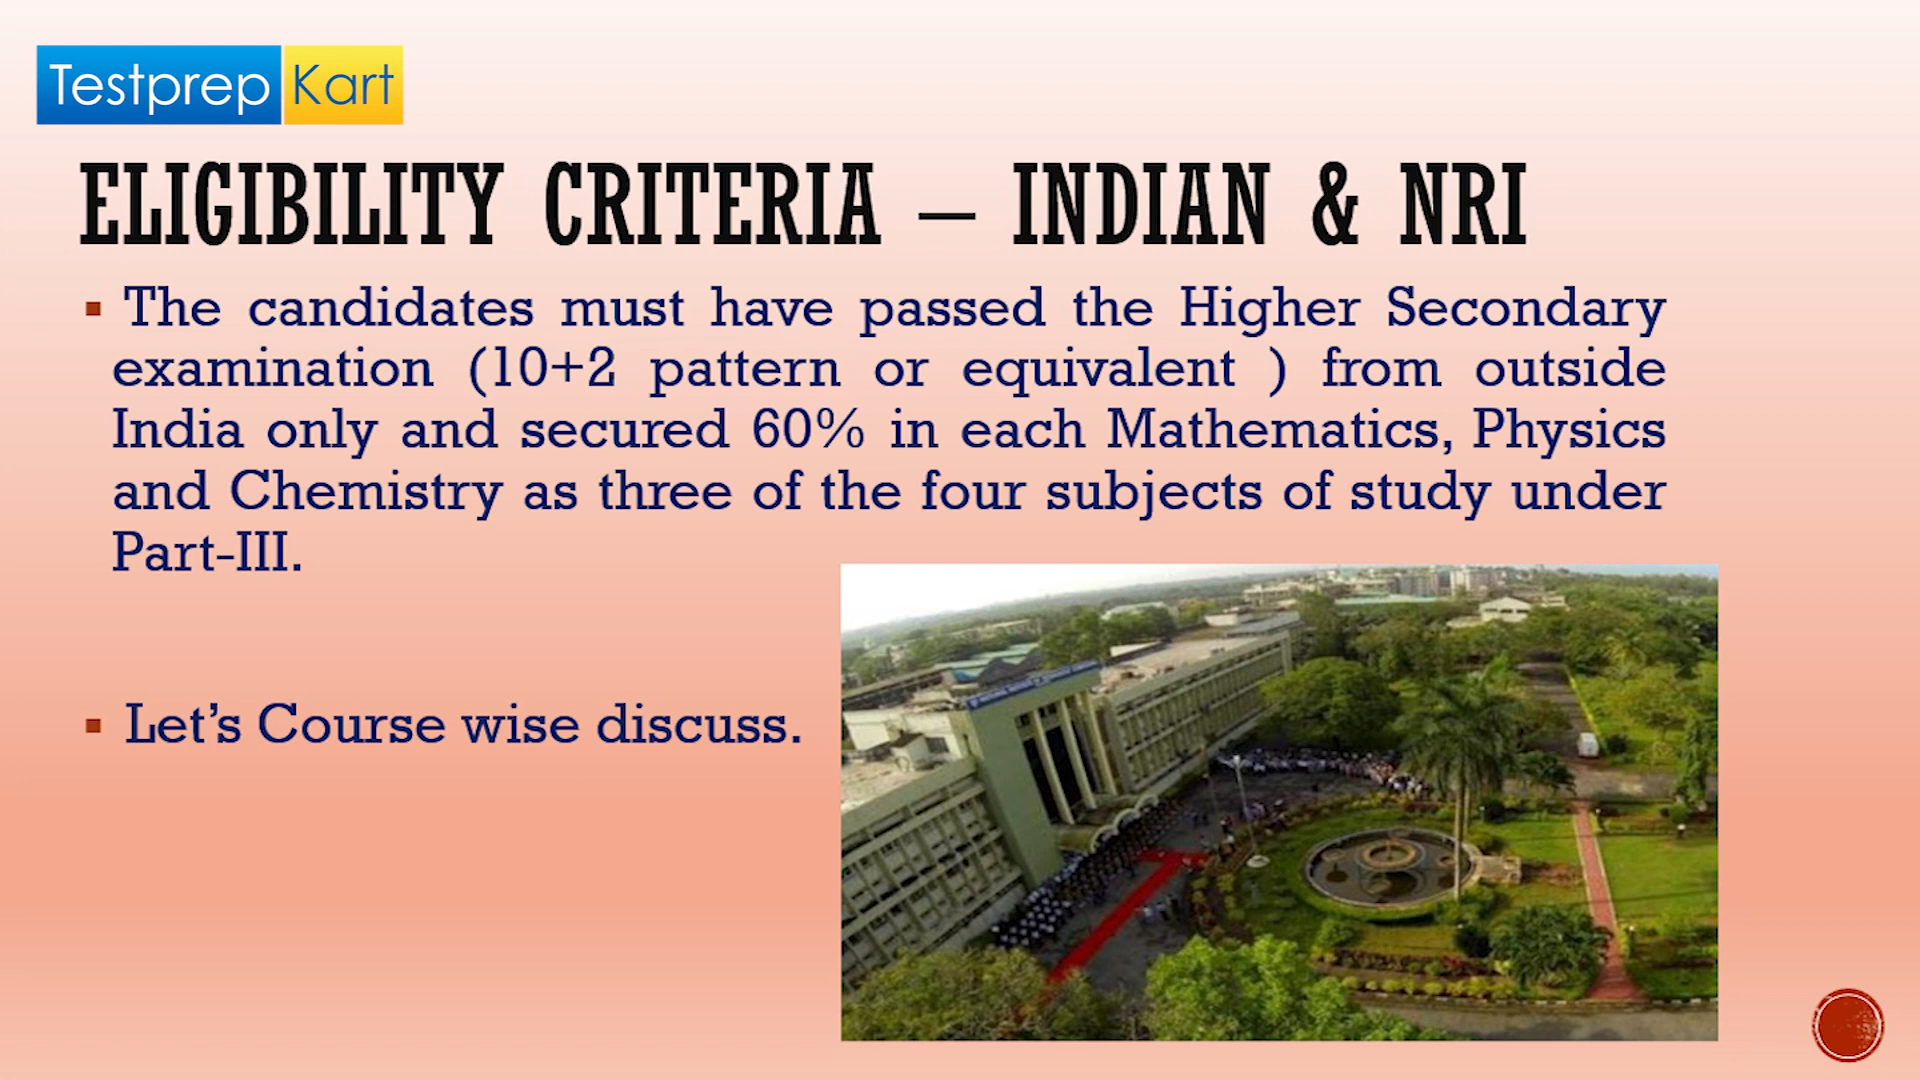 Testprep Kart
ELIGIBILITY CRITERIA – INDIAN & NRI
▪ The candidates must have passed the Higher Secondary
examination (10+2 pattern or equivalent ) from outside
India only and secured 60% in each Mathematics, Physics
and Chemistry as three of the four subjects of study under
Part-III.
▪ Let's Course wise discuss.